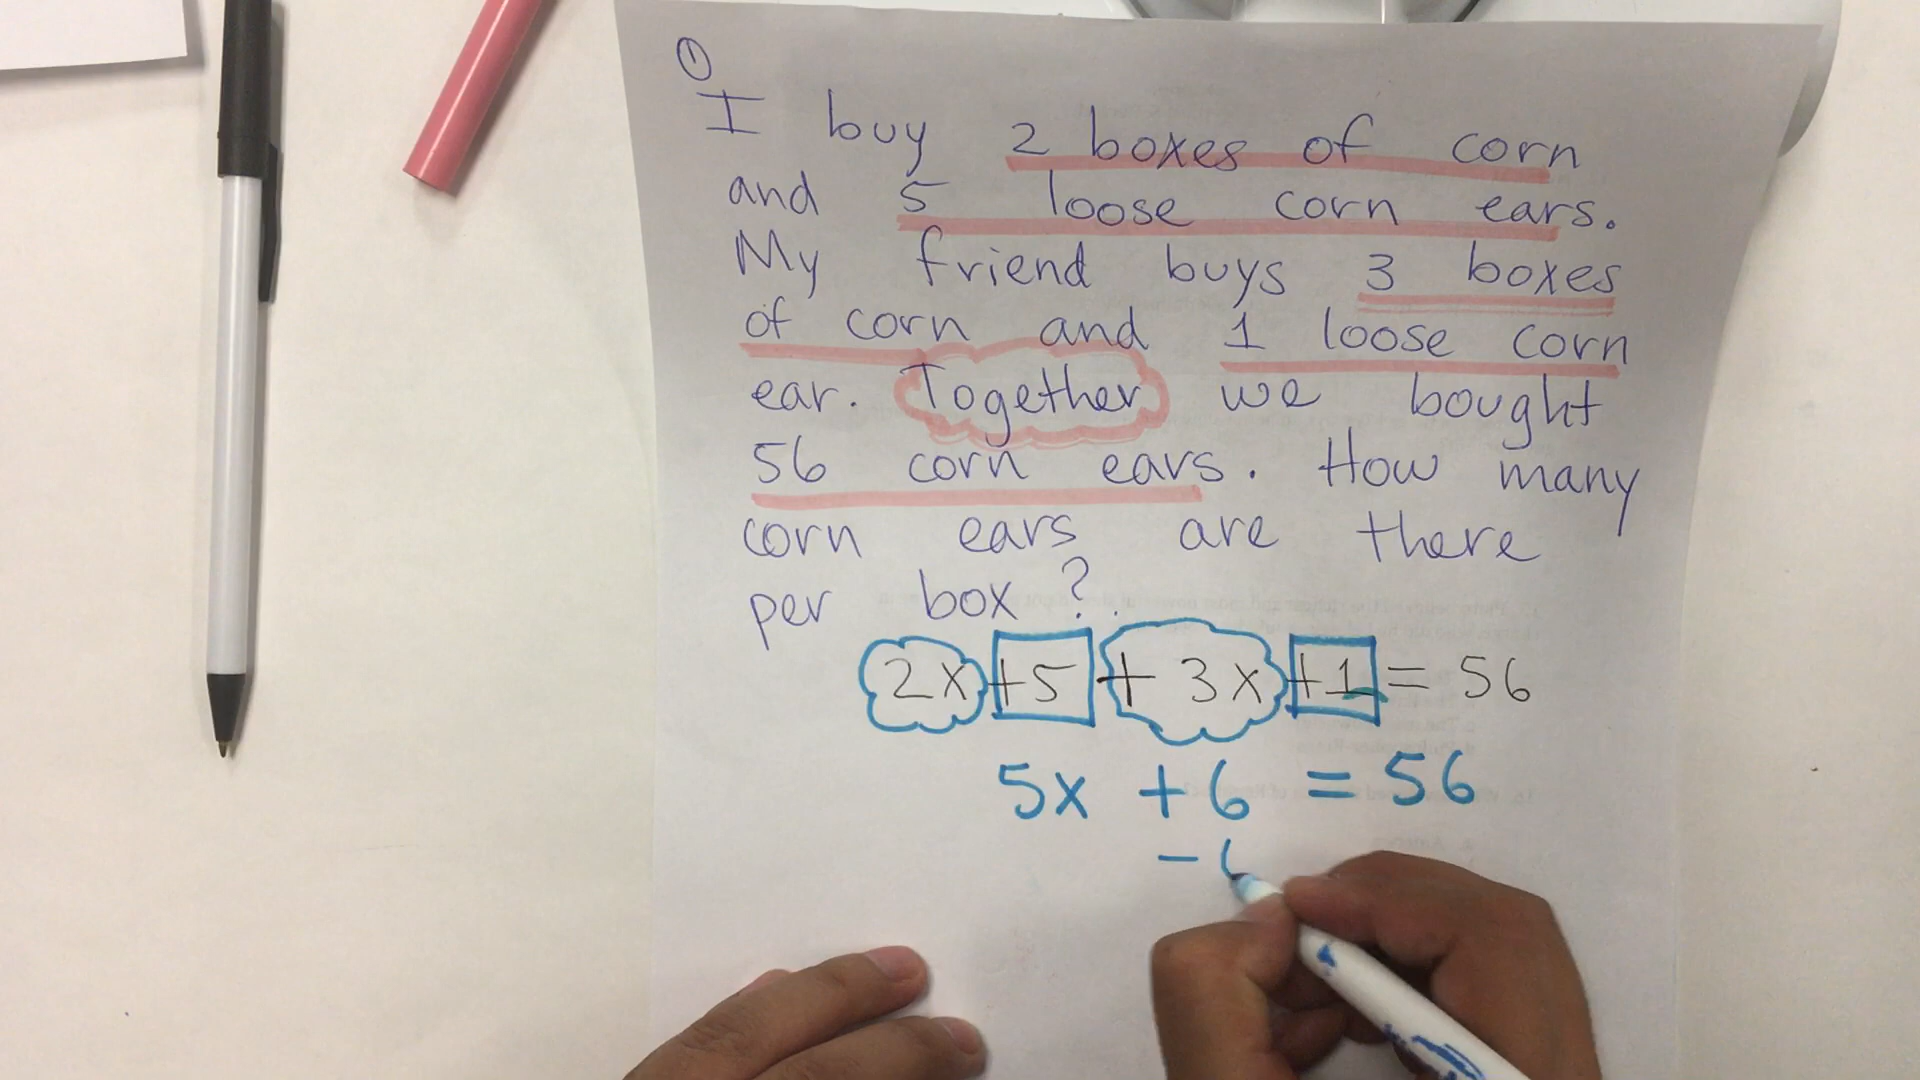 1
I buy 2 boxes of corn
and 5 loose corn ears.
My friend buys 3 boxes
of corn and 1 loose corn
ear. Together we bought
56 corn ears. How many
corn ears are there
per box?
2x +5 + 3x +1 = 56
5x + 6 = 56
- 6